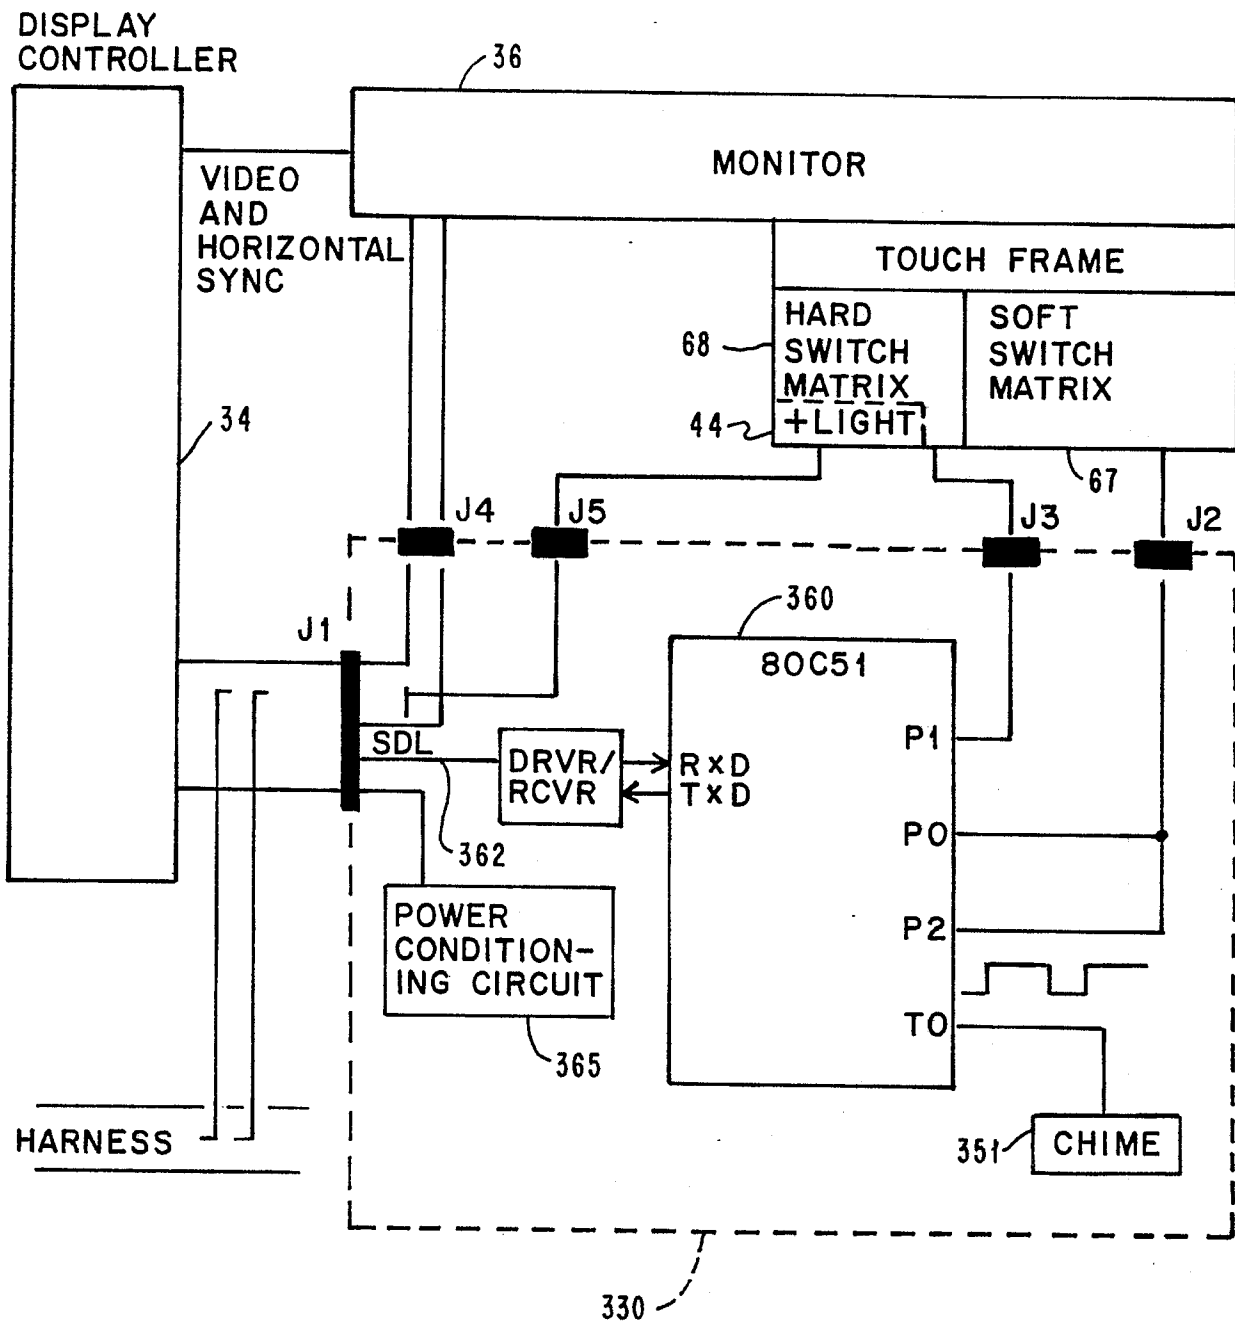 DISPLAY
CONTROLLER
36
MONITOR
VIDEO
AND
HORIZONTAL
SYNC
TOUCH FRAME
HARD
SWITCH
MATRIX
+LIGHT
SOFT
SWITCH
MATRIX
68
44
34
67
J4
J5
J3
J2
J1
360
80C51
P1
SDL
DRVR/
RCVR
RXD
TXD
P0
362
P2
POWER
CONDITION-
ING CIRCUIT
T0
365
HARNESS
351
CHIME
330